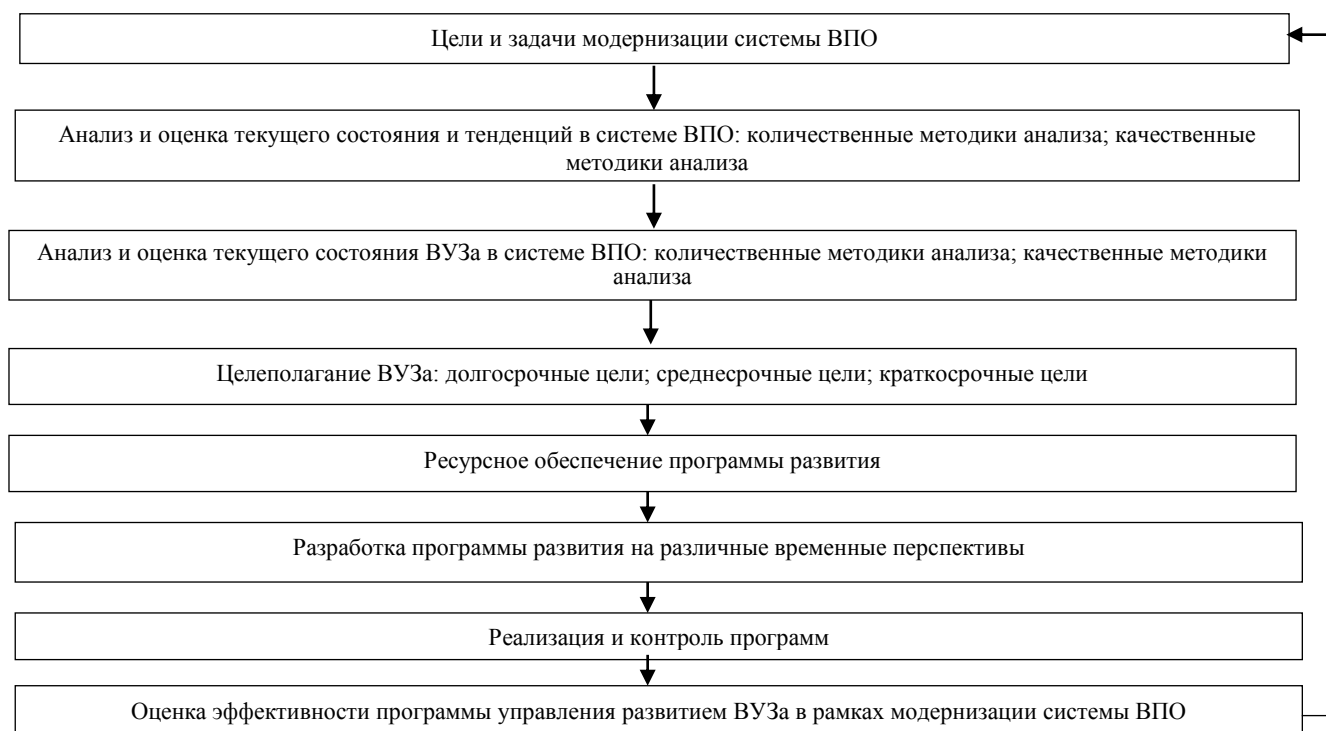 Цели и задачи модернизации системы ВПО
Анализ и оценка текущего состояния и тенденций в системе ВПО: количественные методики анализа; качественные
методики анализа
Анализ и оценка текущего состояния ВУЗа в системе ВПО: количественные методики анализа; качественные методики
анализа
Целеполагание ВУЗа: долгосрочные цели; среднесрочные цели; краткосрочные цели
Ресурсное обеспечение программы развития
Разработка программы развития на различные временные перспективы
Реализация и контроль программ
Оценка эффективности программы управления развитием ВУЗа в рамках модернизации системы ВПО